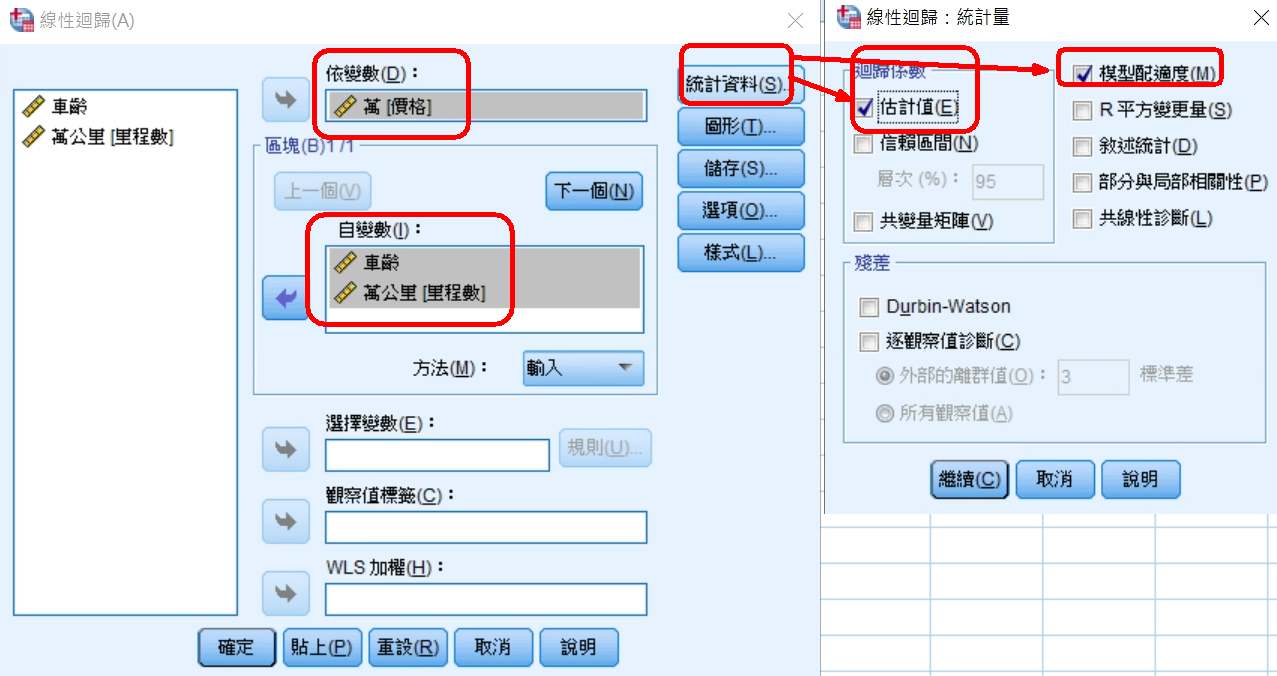 線性迴歸(A)
車齡
萬公里 [里程數]
依變數(D)：
萬 [價格]
區塊(B)1 /1
上一個(V)
下一個(N)
自變數(I)：
車齡
萬公里 [里程數]
方法(M)：
輸入
選擇變數(E)：
規則(U)...
觀察值標籤(C)：
WLS 加權(H)：
統計資料(S)...
圖形(T)...
儲存(S)...
選項(O)...
樣式(L)...
確定
貼上(P)
重設(R)
取消
說明
線性迴歸：統計量
迴歸係數
估計值(E)
信賴區間(N)
層次 (%)：
95
共變量矩陣(V)
模型配適度(M)
R 平方變更量(S)
敘述統計(D)
部分與局部相關性(P)
共線性診斷(L)
殘差
Durbin-Watson
逐觀察值診斷(C)
外部的離群值(O)：
3
標準差
所有觀察值(A)
繼續(C)
取消
說明